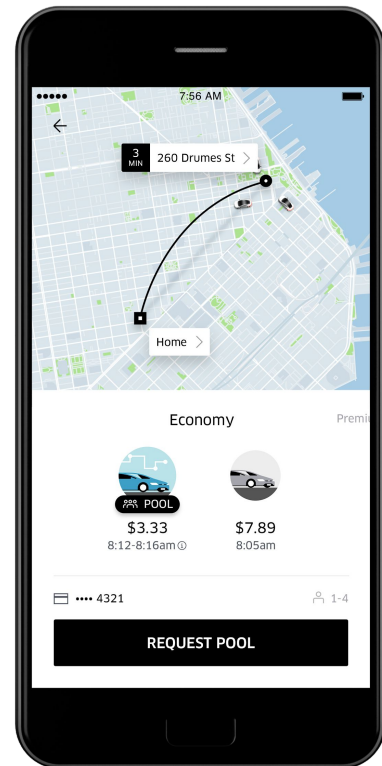 7:56 AM
3 MIN
260 Drumes St
Home
Economy
Premi
POOL
$3.33
$7.89
8:12-8:16am
8:05am
•••• 4321
1-4
REQUEST POOL